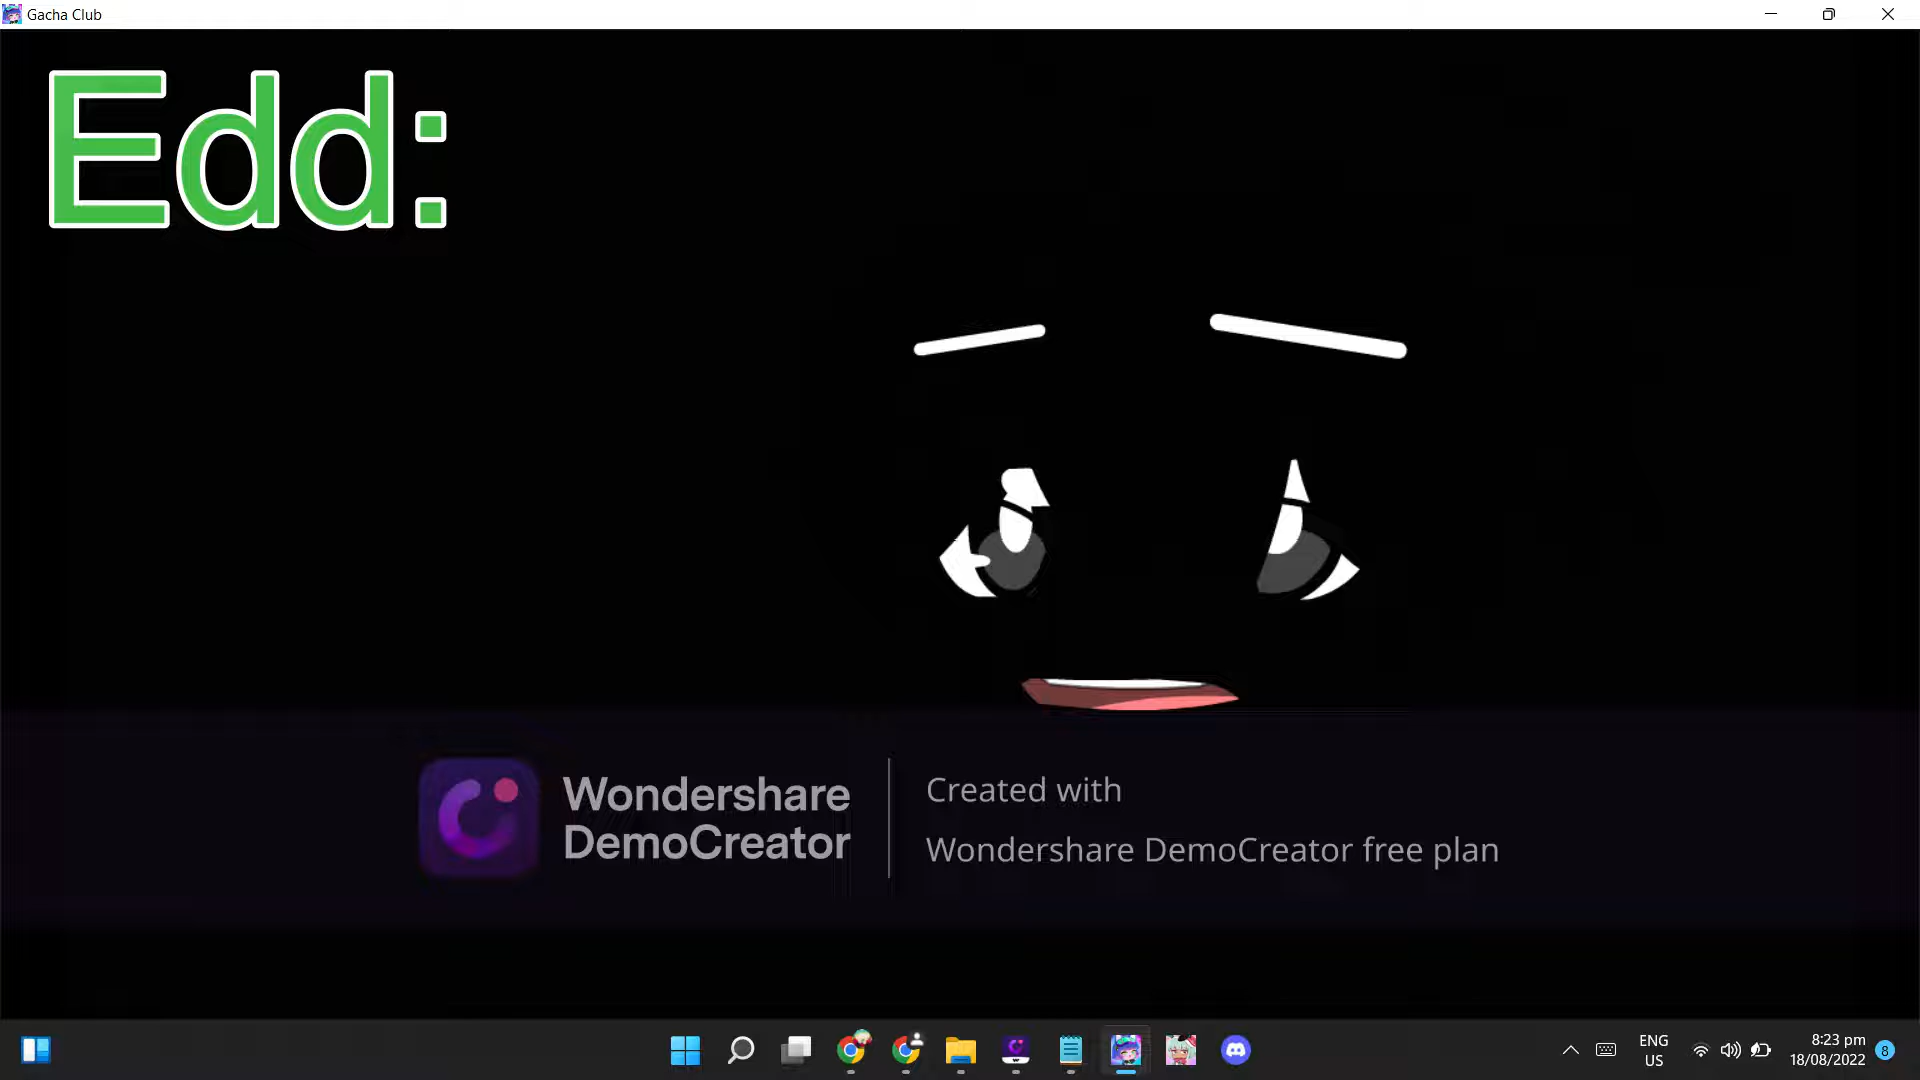 Gacha Club
Edd:
Wondershare
DemoCreator
Created with
Wondershare DemoCreator free plan
ENG
US
8:23 pm
18/08/2022
8